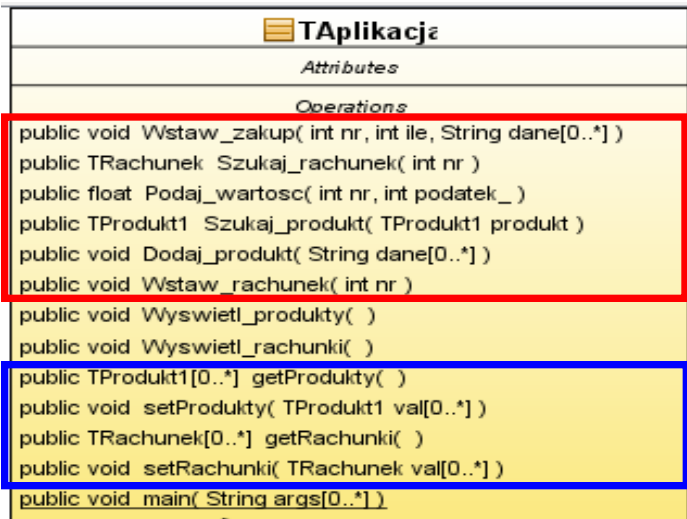 TAplikacja
Attributes
Operations
public void Wstaw_zakup( int nr, int ile, String dane[0..*] )
public TRachunek Szukaj_rachunek( int nr )
public float Podaj_wartosc( int nr, int podatek_ )
public TProdukt1 Szukaj_produkt( TProdukt1 produkt )
public void Dodaj_produkt( String dane[0..*] )
public void Wstaw_rachunek( int nr )
public void Wyswietl_produkty( )
public void Wyswietl_rachunki( )
public TProdukt1[0..*] getProdukty( )
public void setProdukty( TProdukt1 val[0..*] )
public TRachunek[0..*] getRachunki( )
public void setRachunki( TRachunek val[0..*] )
public void main( String args[0..*] )